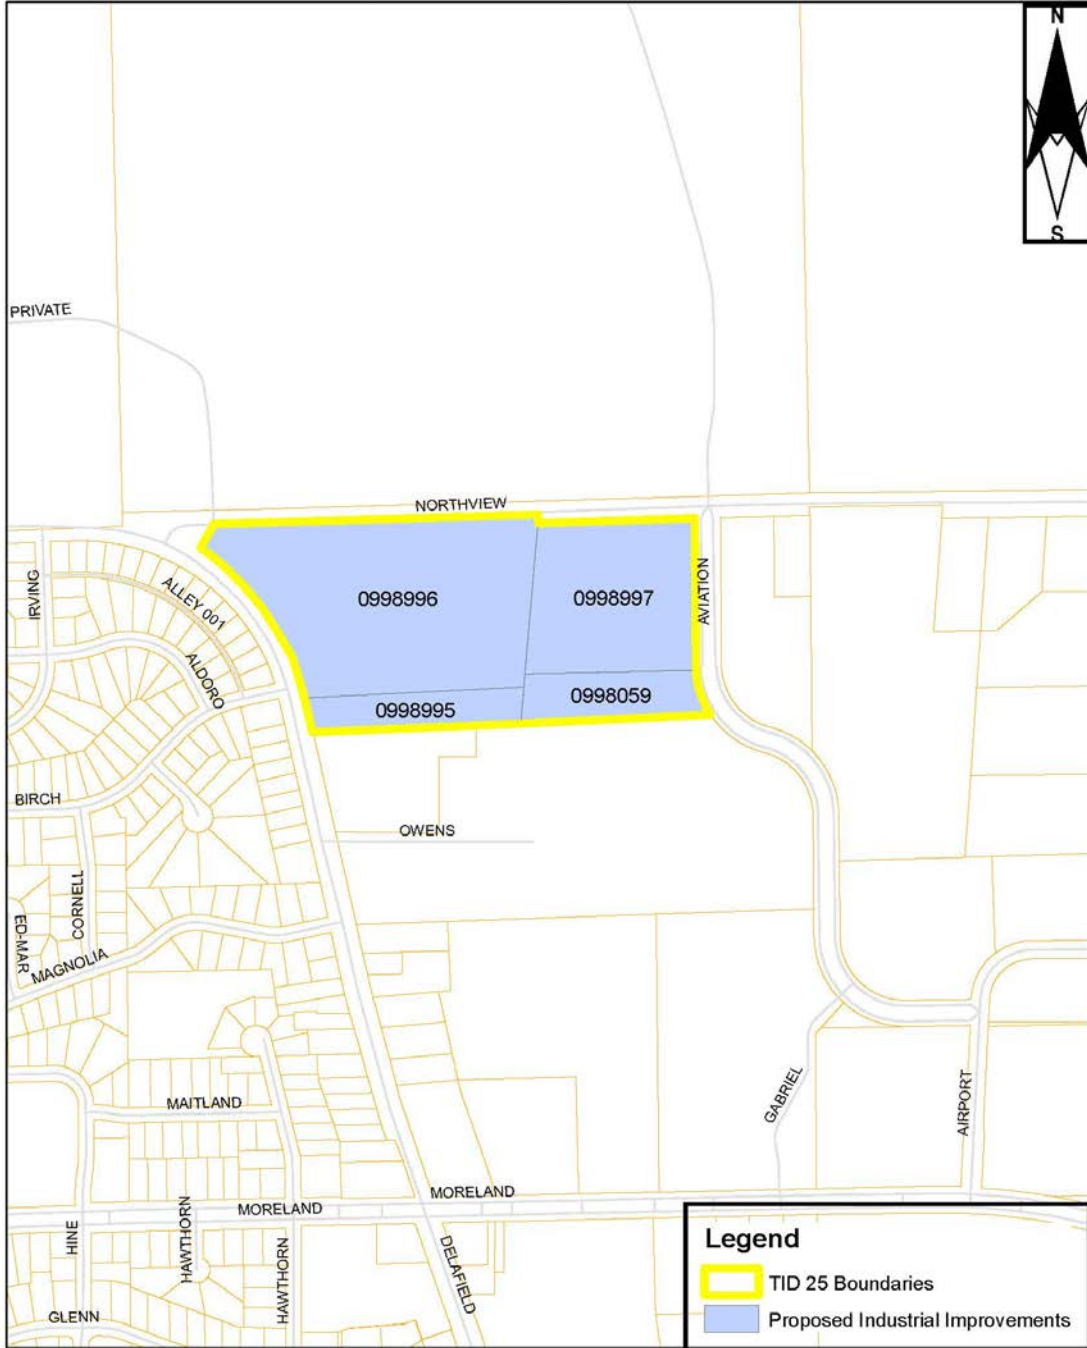 N
S
PRIVATE
NORTHVIEW
IRVING
ALLEY 001
ALDORO
0998996
0998997
AVIATION
0998995
0998059
BIRCH
OWENS
CORNELL
ED-MAR
MAGNOLIA
GABRIEL
AIRPORT
MAITLAND
MORELAND
MORELAND
HINE
HAWTHORN
HAWTHORN
DELAFIELD
GLENN
Legend
TID 25 Boundaries
Proposed Industrial Improvements